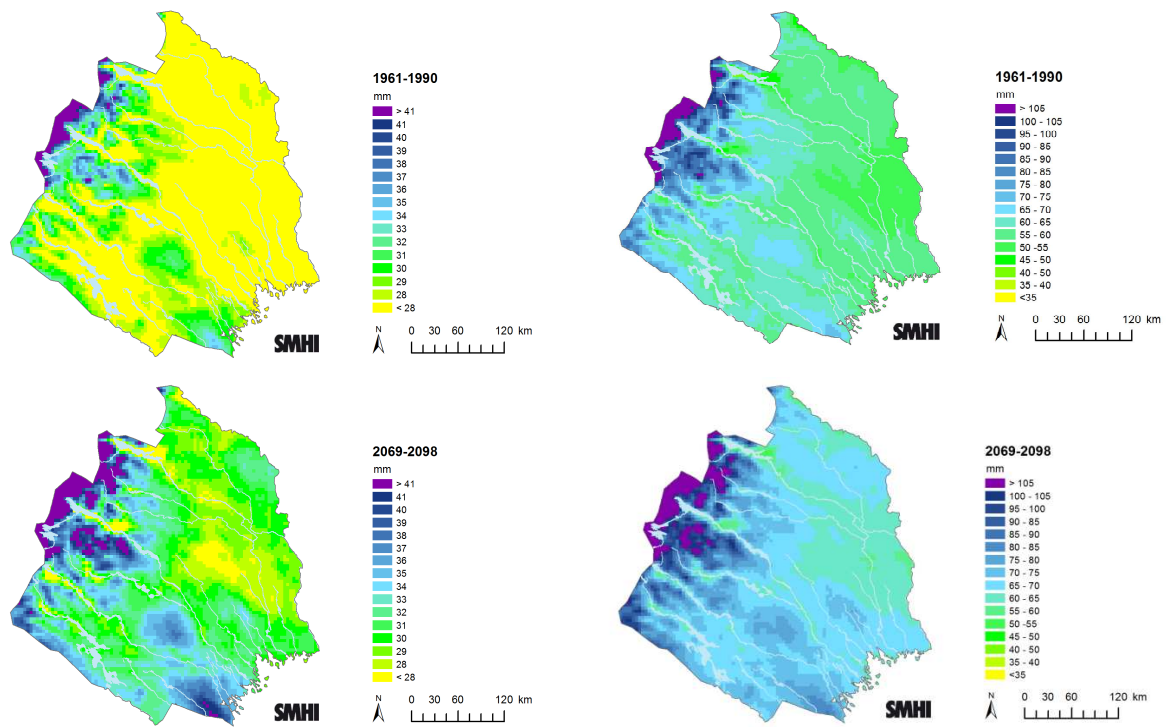 1961-1990
mm
> 41
41
40
39
38
37
36
35
34
33
32
31
30
29
28
< 28
N
0 30 60 120 km
SMHI
1961-1990
mm
> 105
100 - 105
95 - 100
90 - 85
85 - 90
80 - 85
75 - 80
70 - 75
65 - 70
60 - 65
55 - 60
50 -55
45 - 50
40 - 50
35 - 40
<35
N
0 30 60 120 km
SMHI
2069-2098
mm
> 41
41
40
39
38
37
36
35
34
33
32
31
30
29
28
< 28
N
0 30 60 120 km
SMHI
2069-2098
mm
> 105
100 - 105
95 - 100
90 - 85
85 - 90
80 - 85
75 - 80
70 - 75
65 - 70
60 - 65
55 - 60
50 -55
45 - 50
40 - 50
35 - 40
<35
N
0 30 60 120 km
SMHI